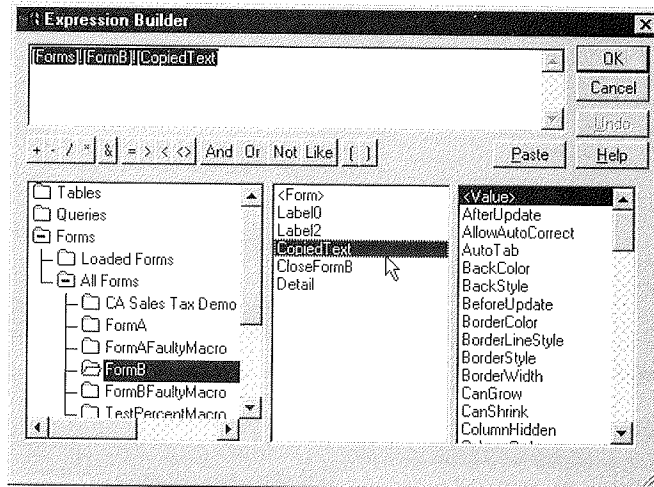 Expression Builder
[Forms]![FormB]![CopiedText]
OK
Cancel
Undo
+ - / * & = > < <> And Or Not Like ( )
Paste
Help
Tables
Queries
Forms
Loaded Forms
All Forms
CA Sales Tax Demo
FormA
FormAFaultyMacro
FormB
FormBFaultyMacro
TestPercentMacro
<Form>
Label0
Label2
CopiedText
CloseFormB
Detail
<Value>
AfterUpdate
AllowAutoCorrect
AutoTab
BackColor
BackStyle
BeforeUpdate
BorderColor
BorderLineStyle
BorderStyle
BorderWidth
CanGrow
CanShrink
ColumnHidden